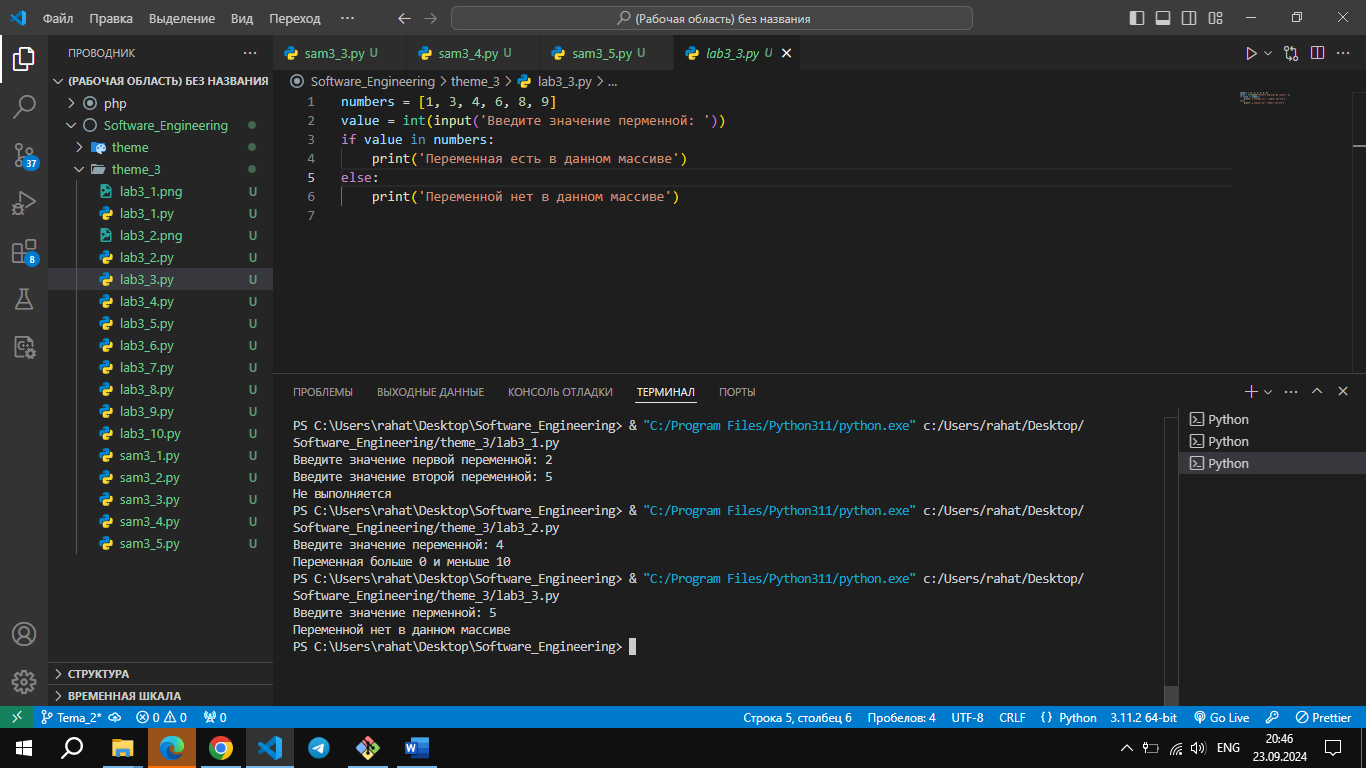 Файл Правка Выделение Вид Переход ··· (Рабочая область) без названия
ПРОВОДНИК ···
(РАБОЧАЯ ОБЛАСТЬ) БЕЗ НАЗВАНИЯ
php
Software_Engineering
theme
theme_3
lab3_1.png U
lab3_1.py U
lab3_2.png U
lab3_2.py U
lab3_3.py U
lab3_4.py U
lab3_5.py U
lab3_6.py U
lab3_7.py U
lab3_8.py U
lab3_9.py U
lab3_10.py U
sam3_1.py U
sam3_2.py U
sam3_3.py U
sam3_4.py U
sam3_5.py U
СТРУКТУРА
ВРЕМЕННАЯ ШКАЛА
37
8
sam3_3.py U sam3_4.py U sam3_5.py U lab3_3.py U
Software_Engineering > theme_3 > lab3_3.py > ...
1 numbers = [1, 3, 4, 6, 8, 9]
2 value = int(input('Введите значение перменной: '))
3 if value in numbers:
4 print('Переменная есть в данном массиве')
5 else:
6 print('Переменной нет в данном массиве')
7
ПРОБЛЕМЫ ВЫХОДНЫЕ ДАННЫЕ КОНСОЛЬ ОТЛАДКИ ТЕРМИНАЛ ПОРТЫ
PS C:\Users\rahat\Desktop\Software_Engineering> & "C:/Program Files/Python311/python.exe" c:/Users/rahat/Desktop/
Software_Engineering/theme_3/lab3_1.py
Введите значение первой переменной: 2
Введите значение второй переменной: 5
Не выполняется
PS C:\Users\rahat\Desktop\Software_Engineering> & "C:/Program Files/Python311/python.exe" c:/Users/rahat/Desktop/
Software_Engineering/theme_3/lab3_2.py
Введите значение переменной: 4
Переменная больше 0 и меньше 10
PS C:\Users\rahat\Desktop\Software_Engineering> & "C:/Program Files/Python311/python.exe" c:/Users/rahat/Desktop/
Software_Engineering/theme_3/lab3_3.py
Введите значение перменной: 5
Переменной нет в данном массиве
PS C:\Users\rahat\Desktop\Software_Engineering>
Python
Python
Python
Tema_2* 0 0 0 Строка 5, столбец 6 Пробелов: 4 UTF-8 CRLF Python 3.11.2 64-bit Go Live Prettier
ENG
20:46
23.09.2024